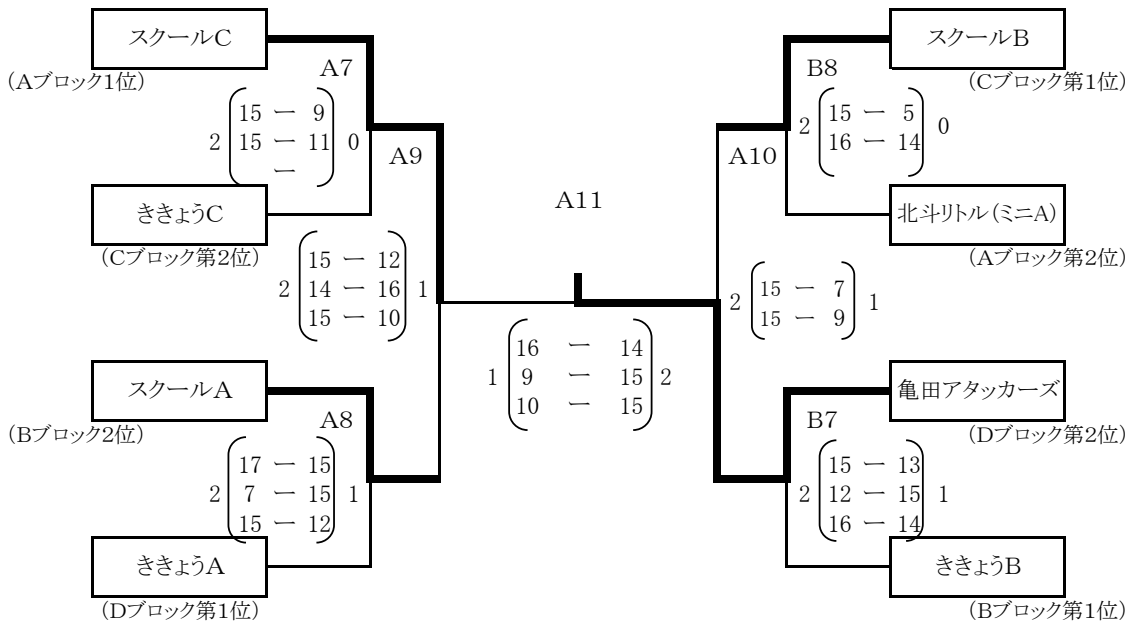 スクールC
(Aブロック1位)
A7
2 15 ー 9 0
15 ー 11
ー
ききょうC
(Cブロック第2位)
A9
2 15 ー 12 1
14 ー 16
15 ー 10
スクールA
(Bブロック2位)
A8
2 17 ー 15 1
7 ー 15
15 ー 12
ききょうA
(Dブロック第1位)
A11
1 16 ー 14 2
9 ー 15
10 ー 15
スクールB
(Cブロック第1位)
B8
2 15 ー 5 0
16 ー 14
北斗リトル(ミニA)
(Aブロック第2位)
A10
2 15 ー 7 1
15 ー 9
亀田アタッカーズ
(Dブロック第2位)
B7
2 15 ー 13 1
12 ー 15
16 ー 14
ききょうB
(Bブロック第1位)